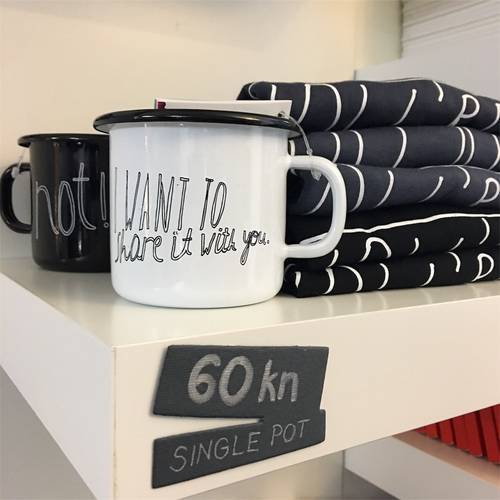 not!
I WANT TO
share it with you.
60 kn
SINGLE POT